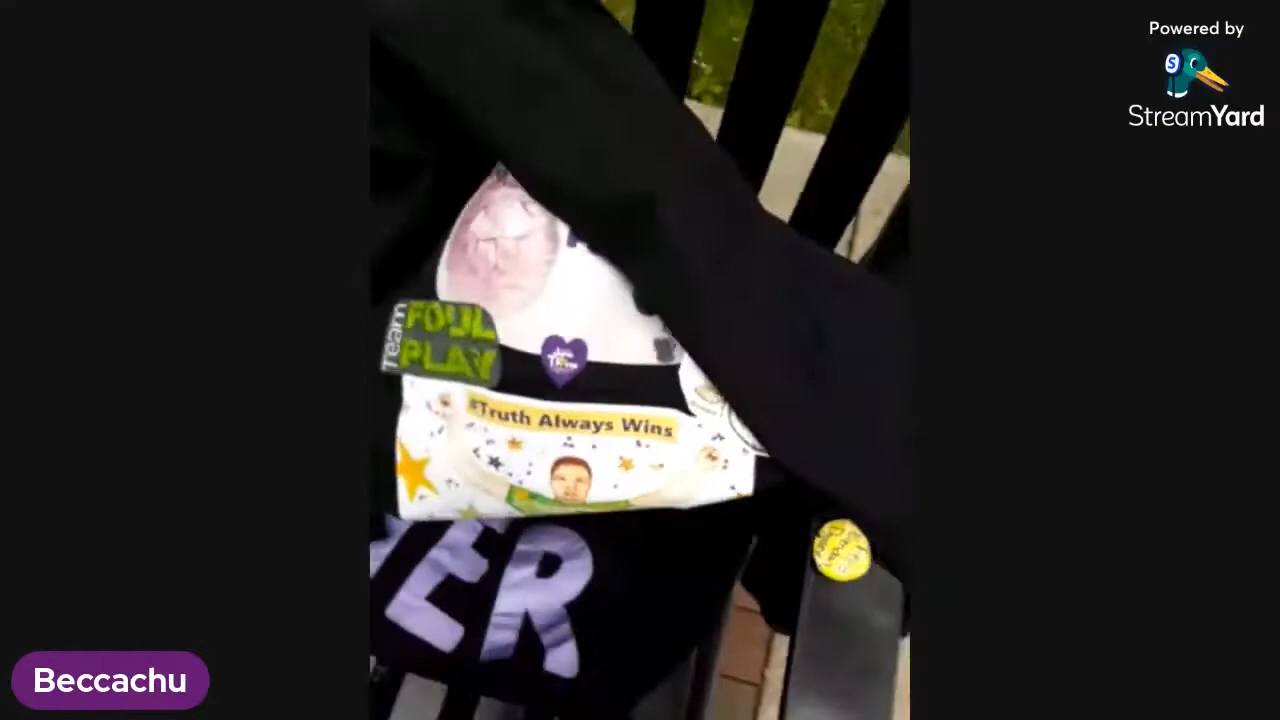 Powered by
S
StreamYard
Team
FOUL
PLAY
#Truth Always Wins
ER
Beccachu